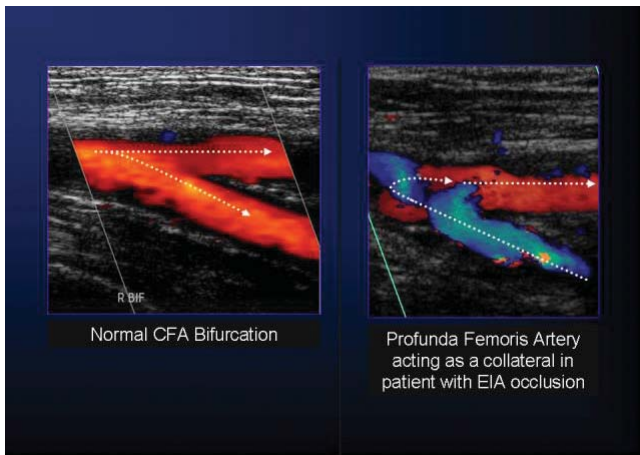 R BIF
Normal CFA Bifurcation
Profunda Femoris Artery
acting as a collateral in
patient with EIA occlusion